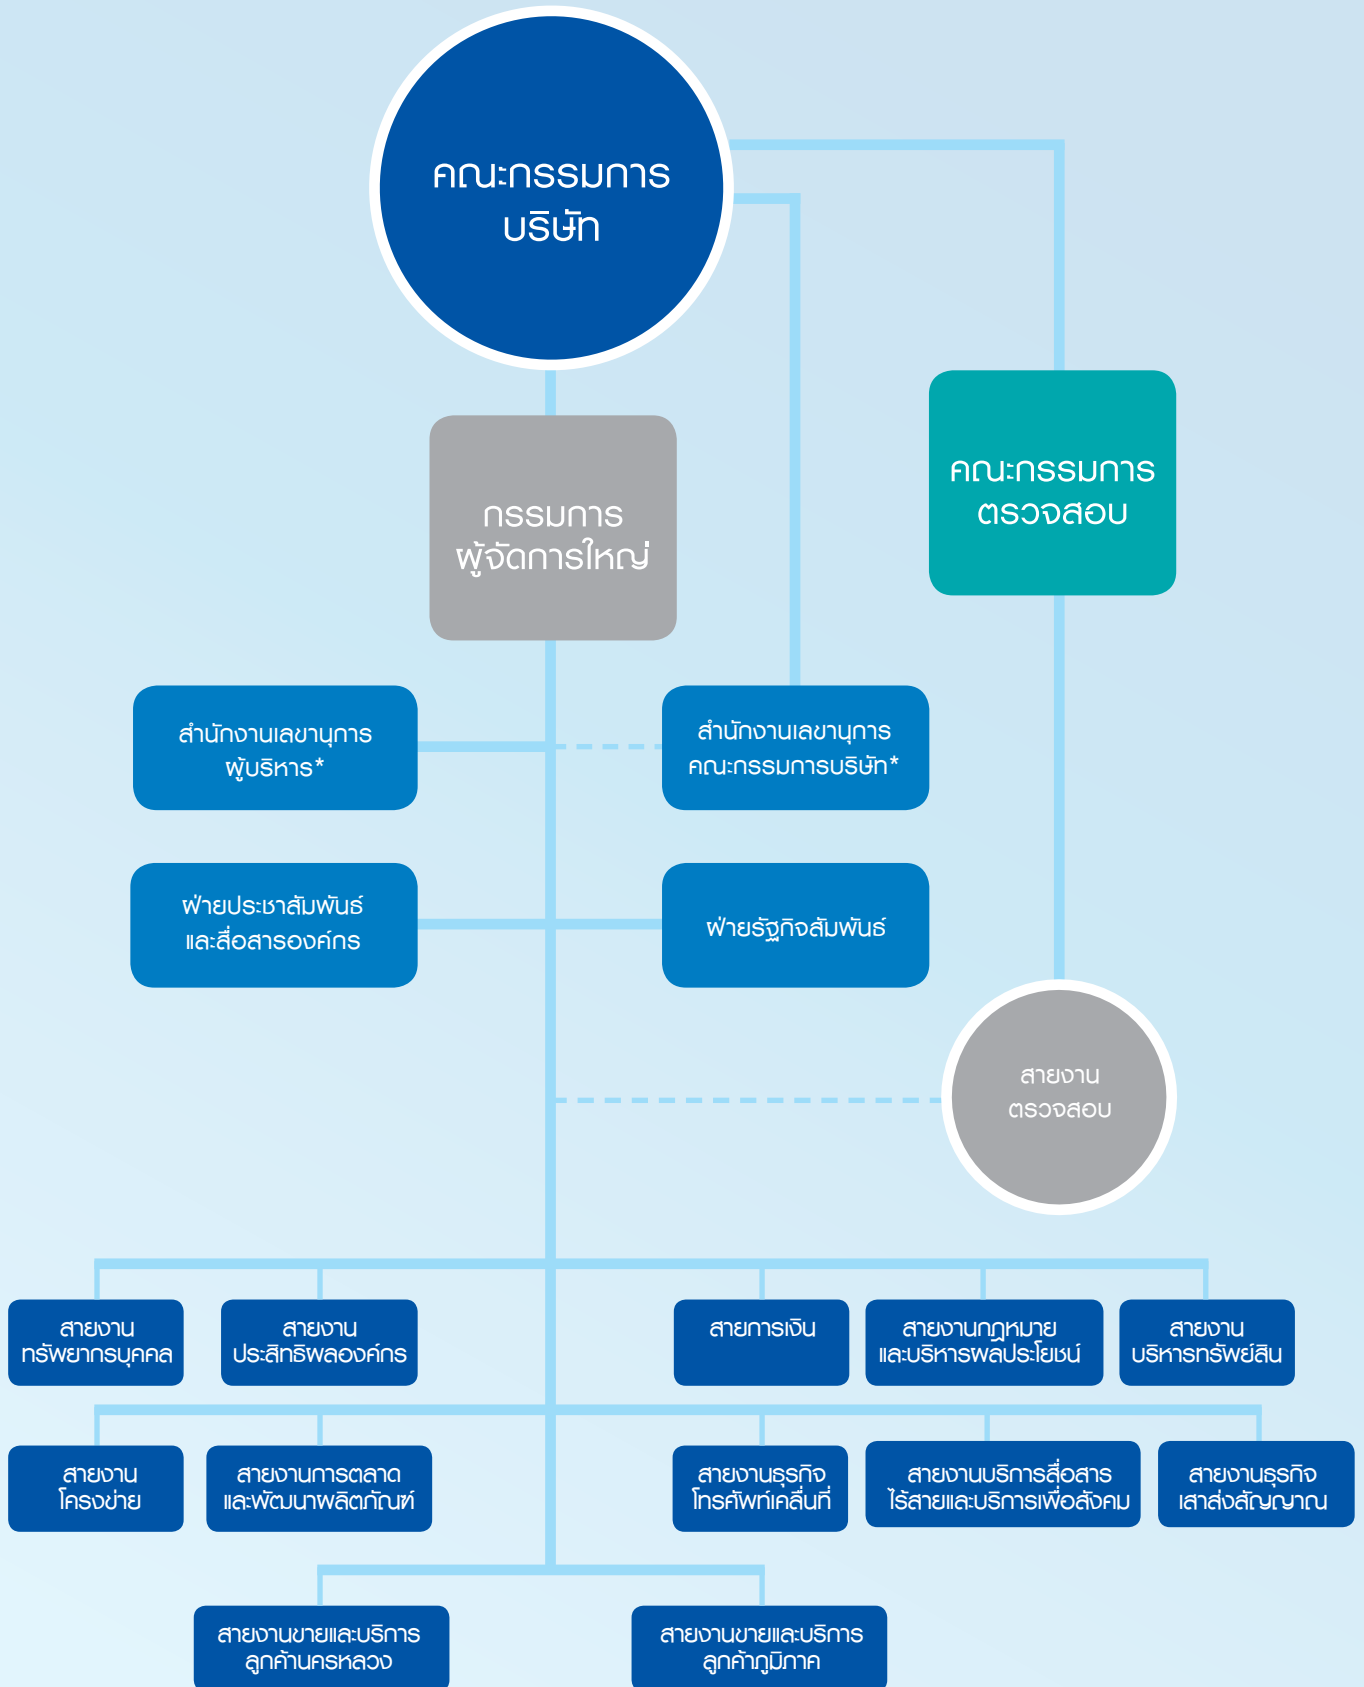 คณะกรรมการ
บริษัท
คณะกรรมการ
ตรวจสอบ
กรรมการ
ผู้จัดการใหญ่
สำนักงานเลขานุการ
ผู้บริหาร*
สำนักงานเลขานุการ
คณะกรรมการบริษัท*
ฝ่ายประชาสัมพันธ์
และสื่อสารองค์กร
ฝ่ายรัฐกิจสัมพันธ์
สายงาน
ตรวจสอบ
สายงาน
ทรัพยากรบุคคล
สายงาน
ประสิทธิผลองค์กร
สายการเงิน
สายงานกฎหมาย
และบริหารผลประโยชน์
สายงาน
บริหารทรัพย์สิน
สายงาน
โครงข่าย
สายงานการตลาด
และพัฒนาผลิตภัณฑ์
สายงานธุรกิจ
โทรศัพท์เคลื่อนที่
สายงานบริการสื่อสาร
ไร้สายและบริการเพื่อสังคม
สายงานธุรกิจ
เสาส่งสัญญาณ
สายงานขายและบริการ
ลูกค้านครหลวง
สายงานขายและบริการ
ลูกค้าภูมิภาค